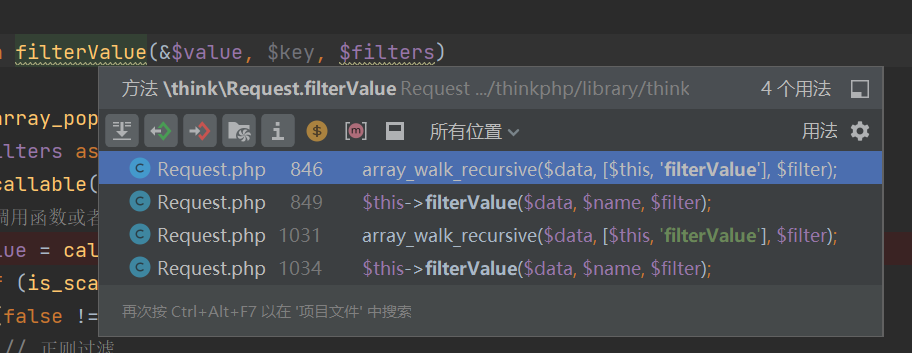 filterValue(&$value, $key, $filters)
方法 \think\Request.filterValue Request .../thinkphp/library/think 4 个用法
array_pop
lters as
所有位置 用法
callable(
Request.php 846 array_walk_recursive($data, [$this, 'filterValue'], $filter);
Request.php 849 $this->filterValue($data, $name, $filter);
调用函数或者
Request.php 1031 array_walk_recursive($data, [$this, 'filterValue'], $filter);
lue = cal
Request.php 1034 $this->filterValue($data, $name, $filter);
f (is_sca
再次按 Ctrl+Alt+F7 以在 '项目文件' 中搜索
(false !=
// 正则过滤